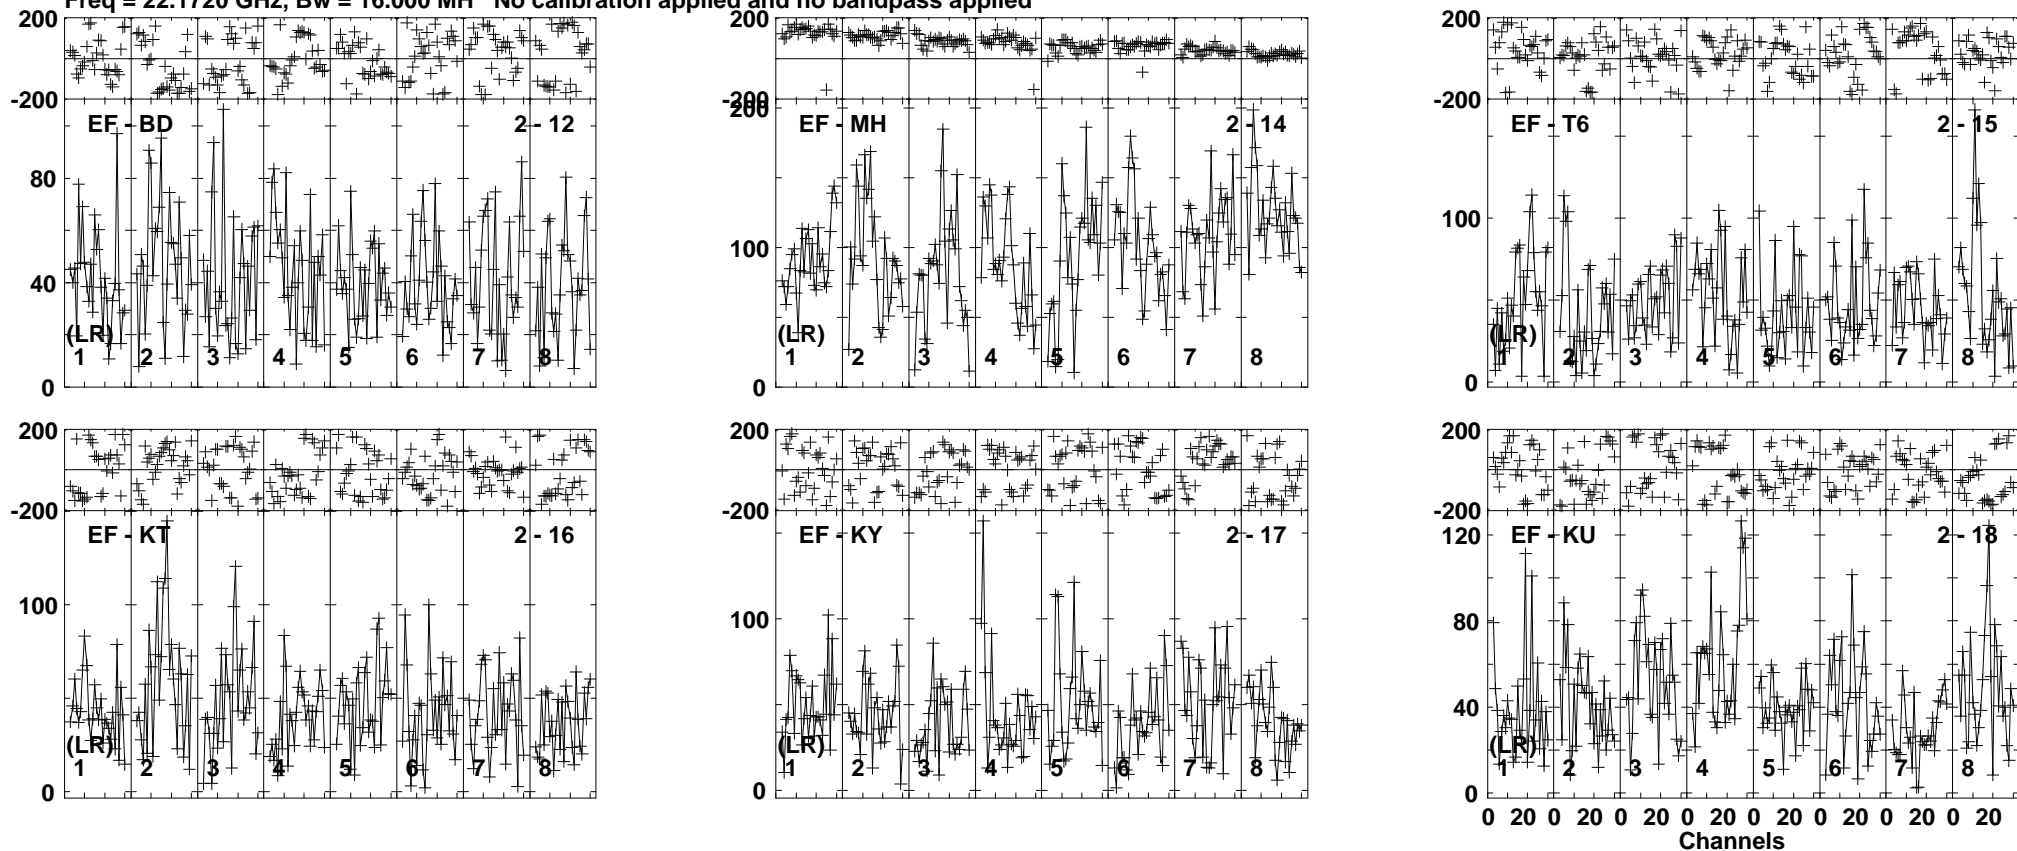 Freq = 22.1720 GHz, Bw = 16.000 MH No calibration applied and no bandpass applied
200
-200
EF - BD
2 - 12
80
40
0
(LR)
1 2 3 4 5 6 7 8
-200
200
EF - MH
2 - 14
100
0
(LR)
1 2 3 4 5 6 7 8
200
-200
EF - T6
2 - 15
100
0
(LR)
1 2 3 4 5 6 7 8
200
-200
EF - KT
2 - 16
100
0
(LR)
1 2 3 4 5 6 7 8
200
-200
EF - KY
2 - 17
100
0
(LR)
1 2 3 4 5 6 7 8
200
-200
EF - KU
2 - 18
120
80
40
0
(LR)
1 2 3 4 5 6 7 8
0 20 0 20 0 20 0 20 0 20 0 20 0 20 0 20
Channels